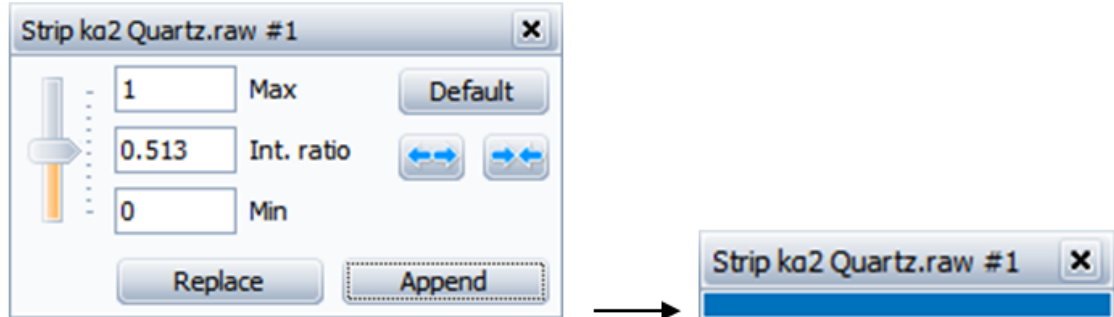 Strip kα2 Quartz.raw #1
1 Max Default
0.513 Int. ratio
0 Min
Replace Append
Strip kα2 Quartz.raw #1